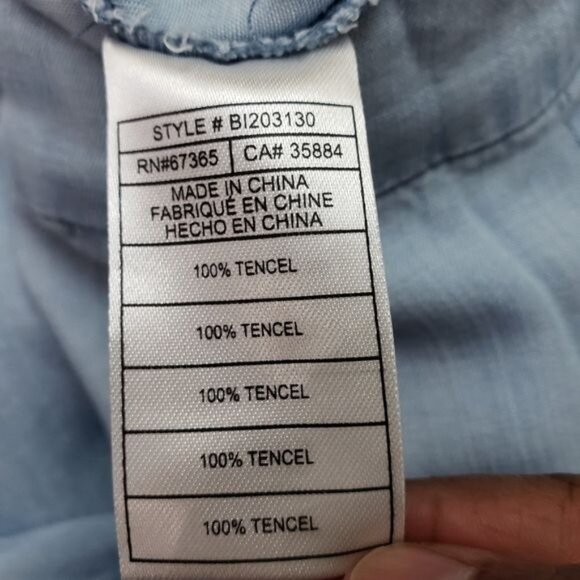 STYLE # BI203130
RN#67365 CA# 35884
MADE IN CHINA
FABRIQUÉ EN CHINE
HECHO EN CHINA
100% TENCEL
100% TENCEL
100% TENCEL
100% TENCEL
100% TENCEL